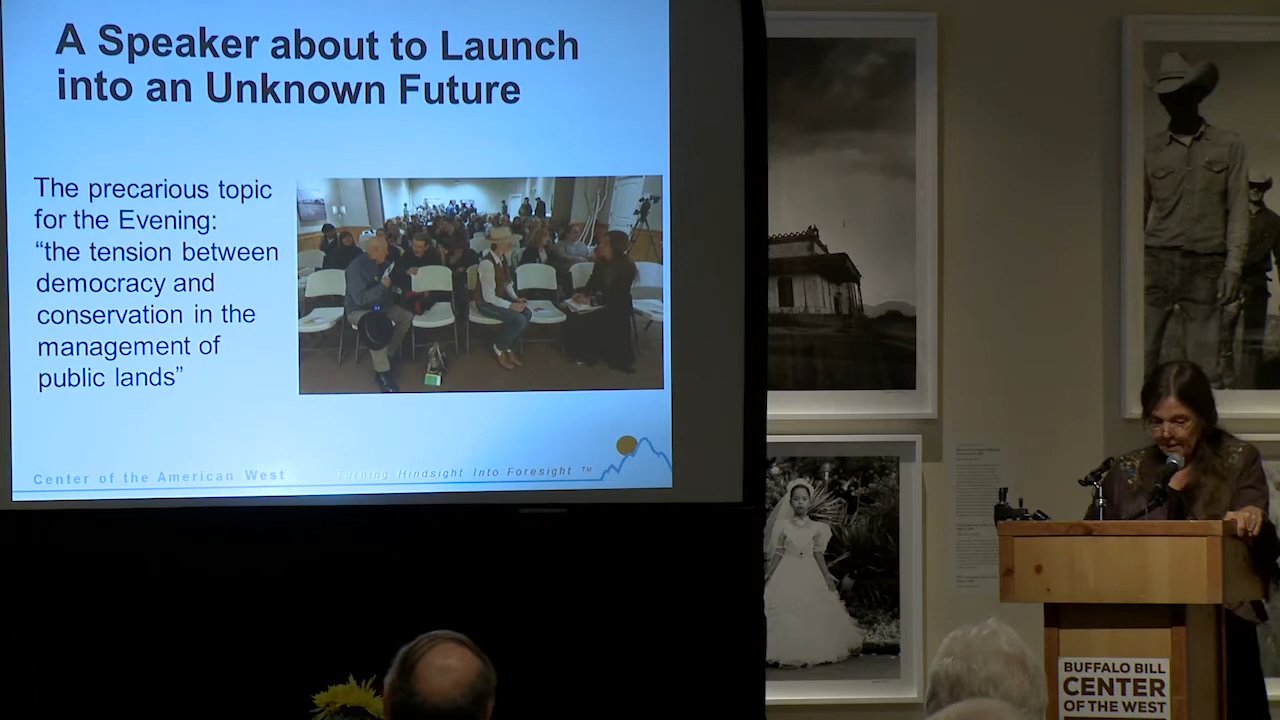 A Speaker about to Launch
into an Unknown Future
The precarious topic
for the Evening:
“the tension between
democracy and
conservation in the
management of
public lands”
Center of the American West
Turning Hindsight Into Foresight ™
BUFFALO BILL
CENTER
OF THE WEST